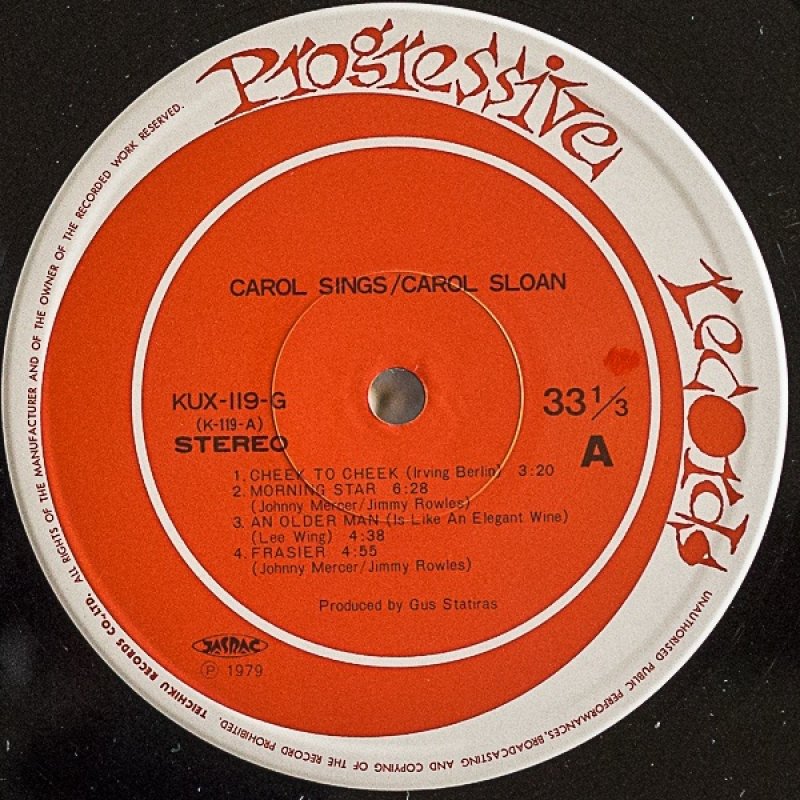 Progressive
records
CAROL SINGS/CAROL SLOAN
KUX-119-G
(K-119-A)
STEREO
33 1/3
A
1. CHEEK TO CHEEK (Irving Berlin) 3:20
2. MORNING STAR 6:28
(Johnny Mercer/Jimmy Rowles)
3. AN OLDER MAN (Is Like An Elegant Wine)
(Lee Wing) 4:38
4. FRASIER 4:55
(Johnny Mercer/Jimmy Rowles)
Produced by Gus Statiras
JASRAC
Ⓟ 1979
TEICHIKU RECORDS CO.,LTD. ALL RIGHTS OF THE MANUFACTURER AND OF THE OWNER OF THE RECORDED WORK RESERVED.
UNAUTHORISED PUBLIC PERFORMANCES, BROADCASTING AND COPYING OF THE RECORD PROHIBITED.